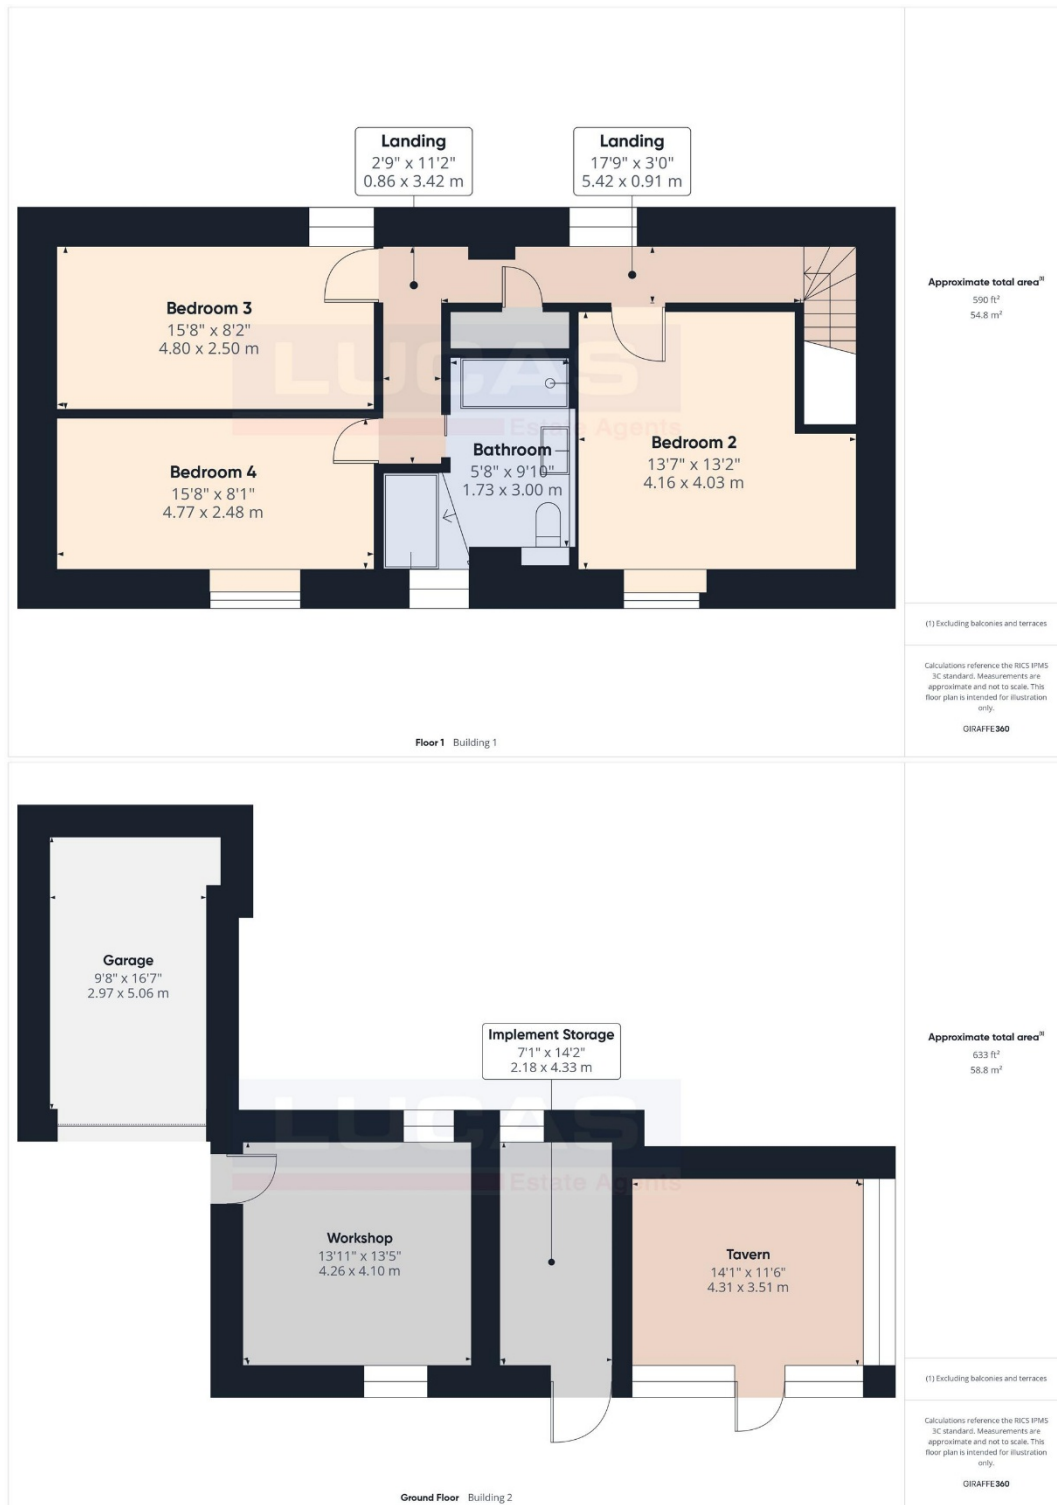 Landing
2'9" x 11'2"
0.86 x 3.42 m
Landing
17'9" x 3'0"
5.42 x 0.91 m
Bedroom 3
15'8" x 8'2"
4.80 x 2.50 m
LUCAS
Estate Agents
Bedroom 4
15'8" x 8'1"
4.77 x 2.48 m
Bathroom
5'8" x 9'10"
1.73 x 3.00 m
Bedroom 2
13'7" x 13'2"
4.16 x 4.03 m
Floor 1 Building 1
Approximate total area(1)
590 ft²
54.8 m²
(1) Excluding balconies and terraces
Calculations reference the RICS IPMS
3C standard. Measurements are
approximate and not to scale. This
floor plan is intended for illustration
only.
GIRAFFE360
Garage
9'8" x 16'7"
2.97 x 5.06 m
Implement Storage
7'1" x 14'2"
2.18 x 4.33 m
LUCAS
Estate Agents
Workshop
13'11" x 13'5"
4.26 x 4.10 m
Tavern
14'1" x 11'6"
4.31 x 3.51 m
Ground Floor Building 2
Approximate total area(1)
633 ft²
58.8 m²
(1) Excluding balconies and terraces
Calculations reference the RICS IPMS
3C standard. Measurements are
approximate and not to scale. This
floor plan is intended for illustration
only.
GIRAFFE360